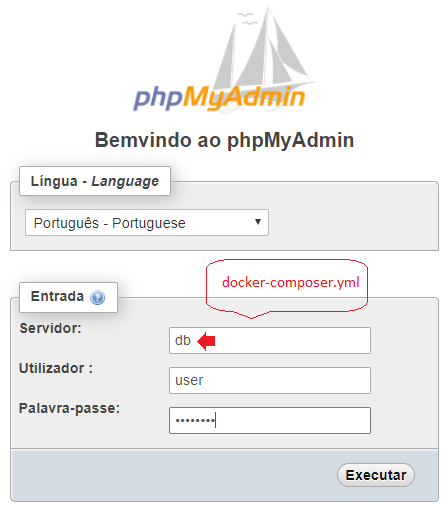 phpMyAdmin
Bemvindo ao phpMyAdmin
Língua - Language
Português - Portuguese
docker-composer.yml
Entrada
Servidor:
db
Utilizador :
user
Palavra-passe:
••••••••
Executar